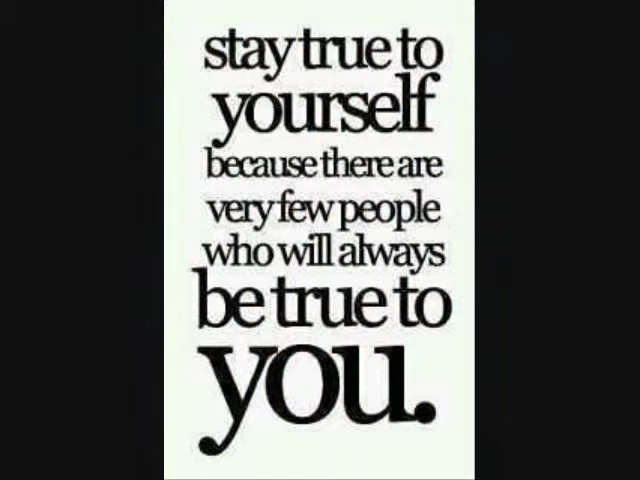 stay true to
yourself
because there are
very few people
who will always
be true to
you.